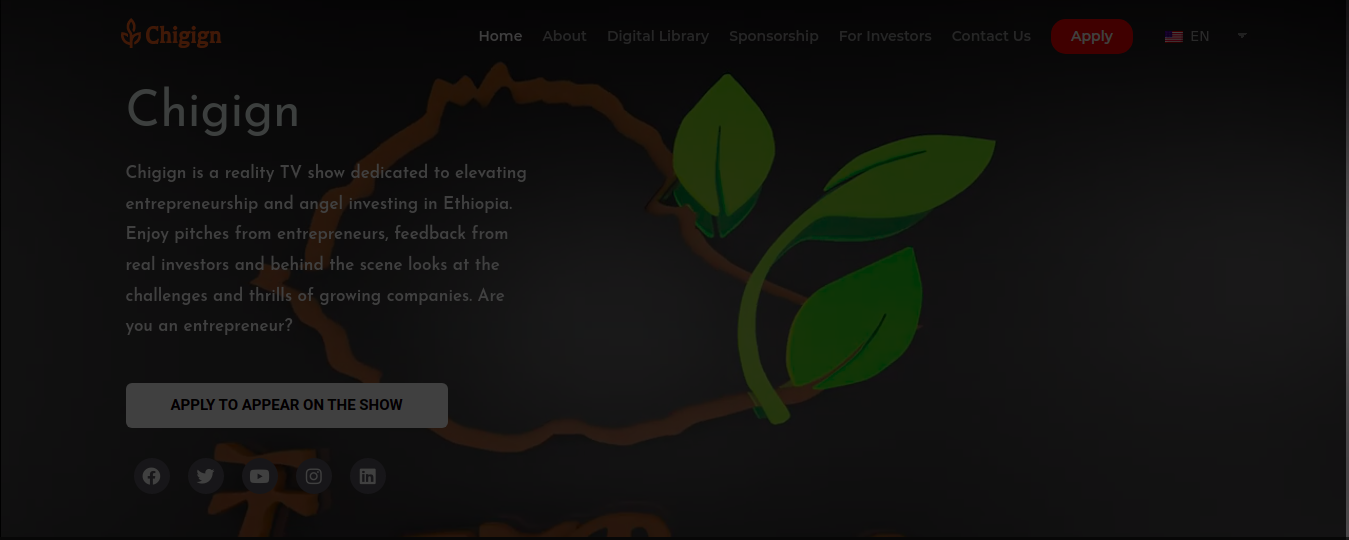 Chigign
Home About Digital Library Sponsorship For Investors Contact Us Apply EN
Chigign
Chigign is a reality TV show dedicated to elevating
entrepreneurship and angel investing in Ethiopia.
Enjoy pitches from entrepreneurs, feedback from
real investors and behind the scene looks at the
challenges and thrills of growing companies. Are
you an entrepreneur?
APPLY TO APPEAR ON THE SHOW